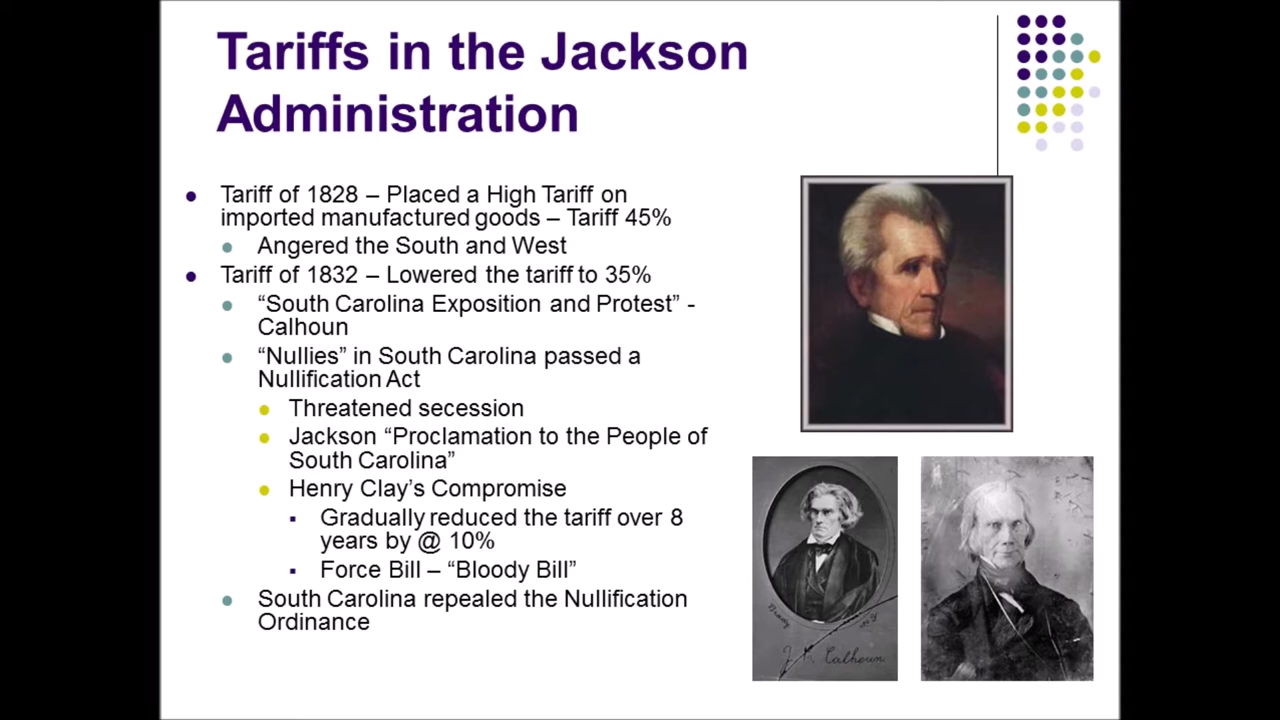 Tariffs in the Jackson
Administration
Tariff of 1828 – Placed a High Tariff on
imported manufactured goods – Tariff 45%
Angered the South and West
Tariff of 1832 – Lowered the tariff to 35%
“South Carolina Exposition and Protest” -
Calhoun
“Nullies” in South Carolina passed a
Nullification Act
Threatened secession
Jackson “Proclamation to the People of
South Carolina”
Henry Clay’s Compromise
Gradually reduced the tariff over 8
years by @ 10%
Force Bill – “Bloody Bill”
South Carolina repealed the Nullification
Ordinance
Brady
Calhoun